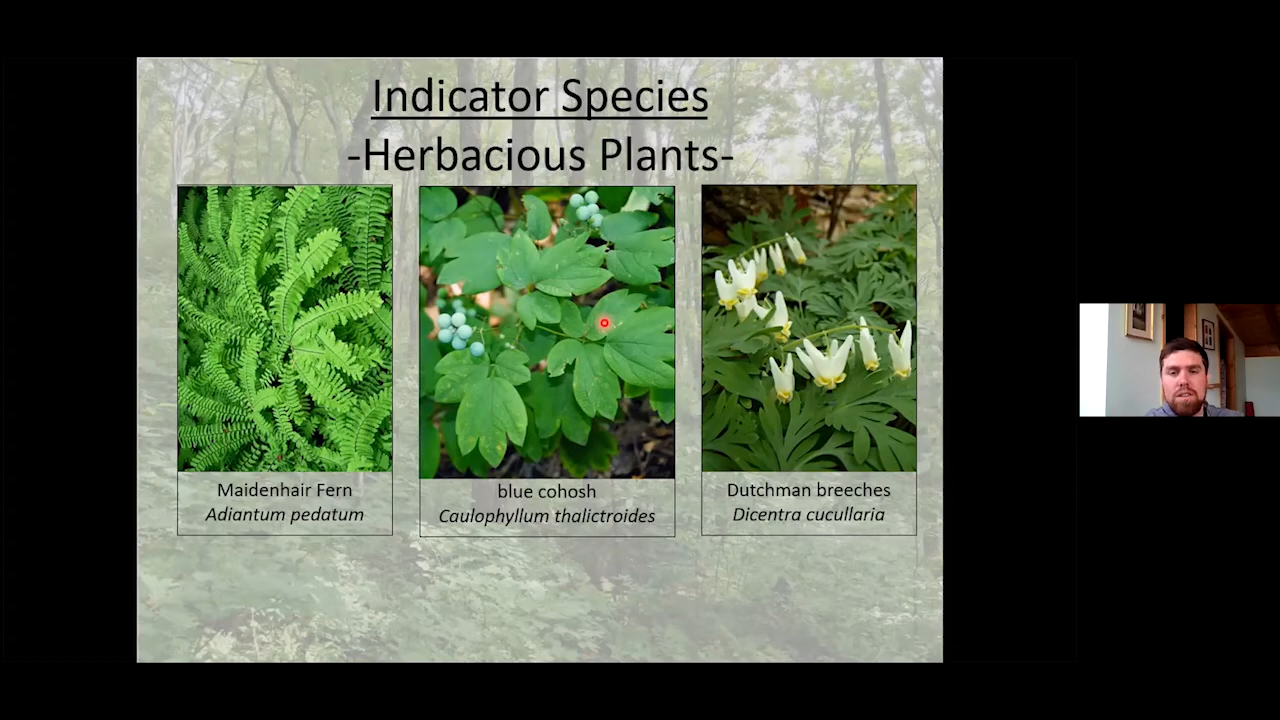 Indicator Species
-Herbacious Plants-
Maidenhair Fern
Adiantum pedatum
blue cohosh
Caulophyllum thalictroides
Dutchman breeches
Dicentra cucullaria